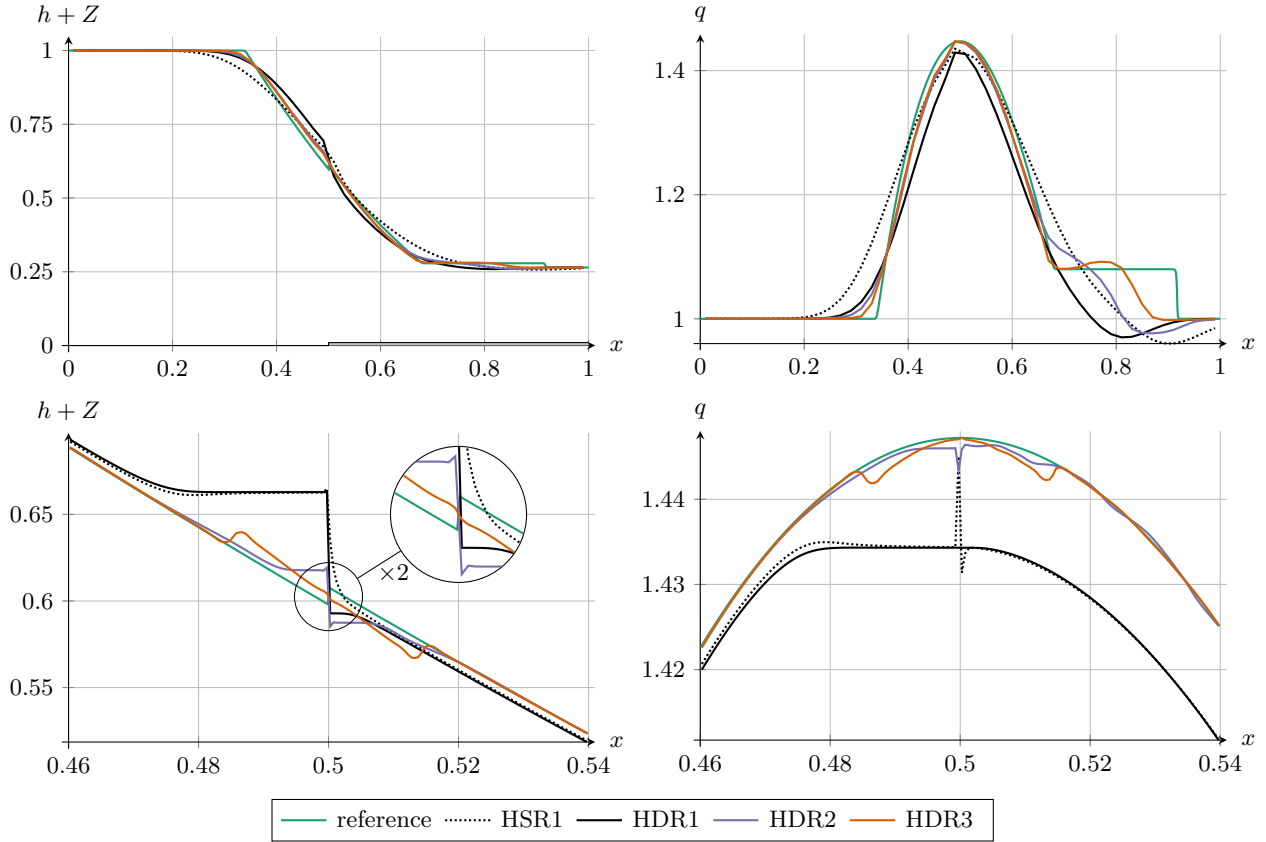 h + Z
1
0.75
0.5
0.25
0
0 0.2 0.4 0.6 0.8 1
x
q
1.4
1.2
1
0 0.2 0.4 0.6 0.8 1
x
h + Z
0.65
0.6
0.55
×2
0.46 0.48 0.5 0.52 0.54
x
q
1.44
1.43
1.42
0.46 0.48 0.5 0.52 0.54
x
reference HSR1 HDR1 HDR2 HDR3